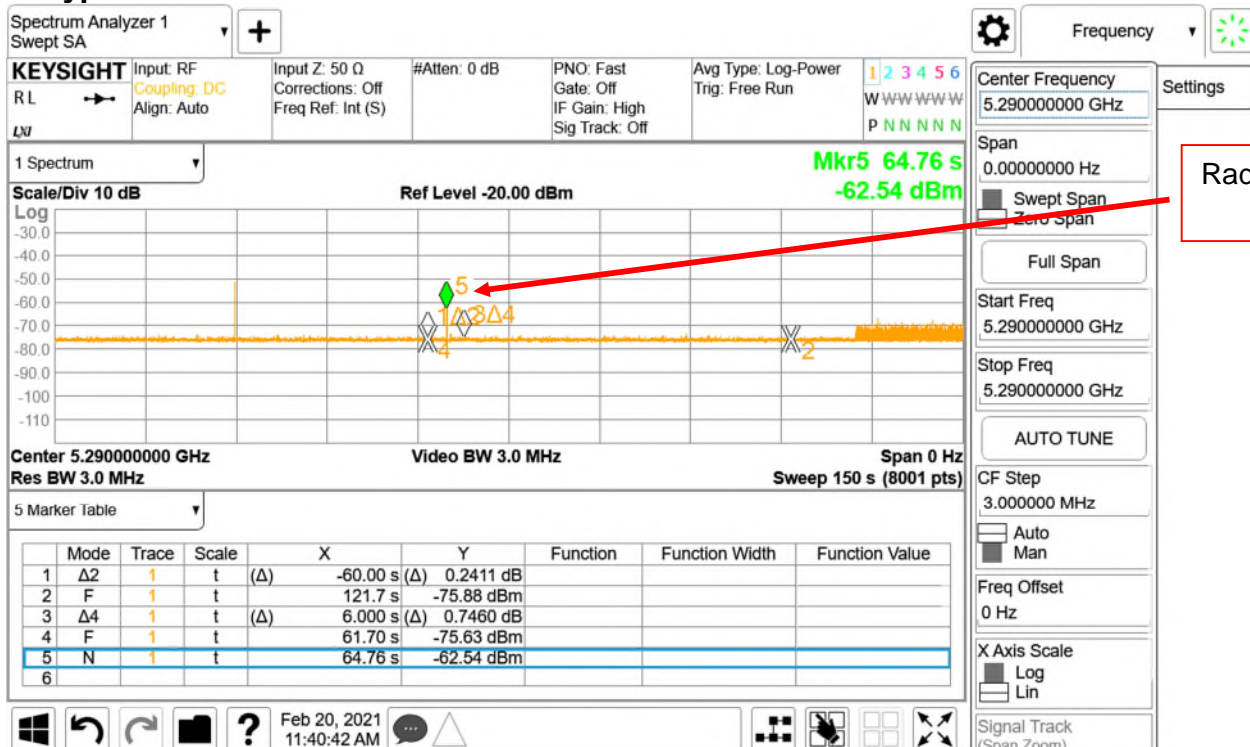 Spectrum Analyzer 1
Swept SA
+
Frequency
KEYSIGHT
RL
LXI
Input: RF
Coupling: DC
Align: Auto
Input Z: 50 Ω
Corrections: Off
Freq Ref: Int (S)
#Atten: 0 dB
PNO: Fast
Gate: Off
IF Gain: High
Sig Track: Off
Avg Type: Log-Power
Trig: Free Run
1 2 3 4 5 6
W W W W W W
P N N N N N
Center Frequency
5.290000000 GHz
Settings
1 Spectrum
Mkr5 64.76 s
-62.54 dBm
Scale/Div 10 dB
Ref Level -20.00 dBm
Span
0.00000000 Hz
Swept Span
Zero Span
Log
-30.0
-40.0
-50.0
-60.0
-70.0
-80.0
-90.0
-100
-110
5
1Δ2 3Δ4
4
2
Full Span
Start Freq
5.290000000 GHz
Stop Freq
5.290000000 GHz
AUTO TUNE
Center 5.290000000 GHz
Video BW 3.0 MHz
Span 0 Hz
Res BW 3.0 MHz
Sweep 150 s (8001 pts)
CF Step
3.000000 MHz
Auto
Man
5 Marker Table
Mode Trace Scale X Y Function Function Width Function Value
1 Δ2 1 t (Δ) -60.00 s (Δ) 0.2411 dB
2 F 1 t 121.7 s -75.88 dBm
3 Δ4 1 t (Δ) 6.000 s (Δ) 0.7460 dB
4 F 1 t 61.70 s -75.63 dBm
5 N 1 t 64.76 s -62.54 dBm
6
Freq Offset
0 Hz
X Axis Scale
Log
Lin
Signal Track
(Span Zoom)
?
Feb 20, 2021
11:40:42 AM